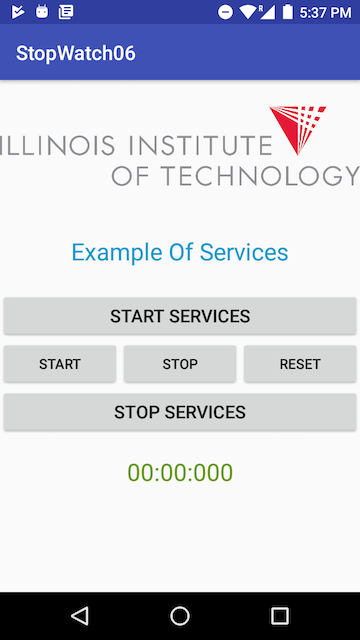 R 5:37 PM
StopWatch06
ILLINOIS INSTITUTE
OF TECHNOLOGY
Example Of Services
START SERVICES
START STOP RESET
STOP SERVICES
00:00:000